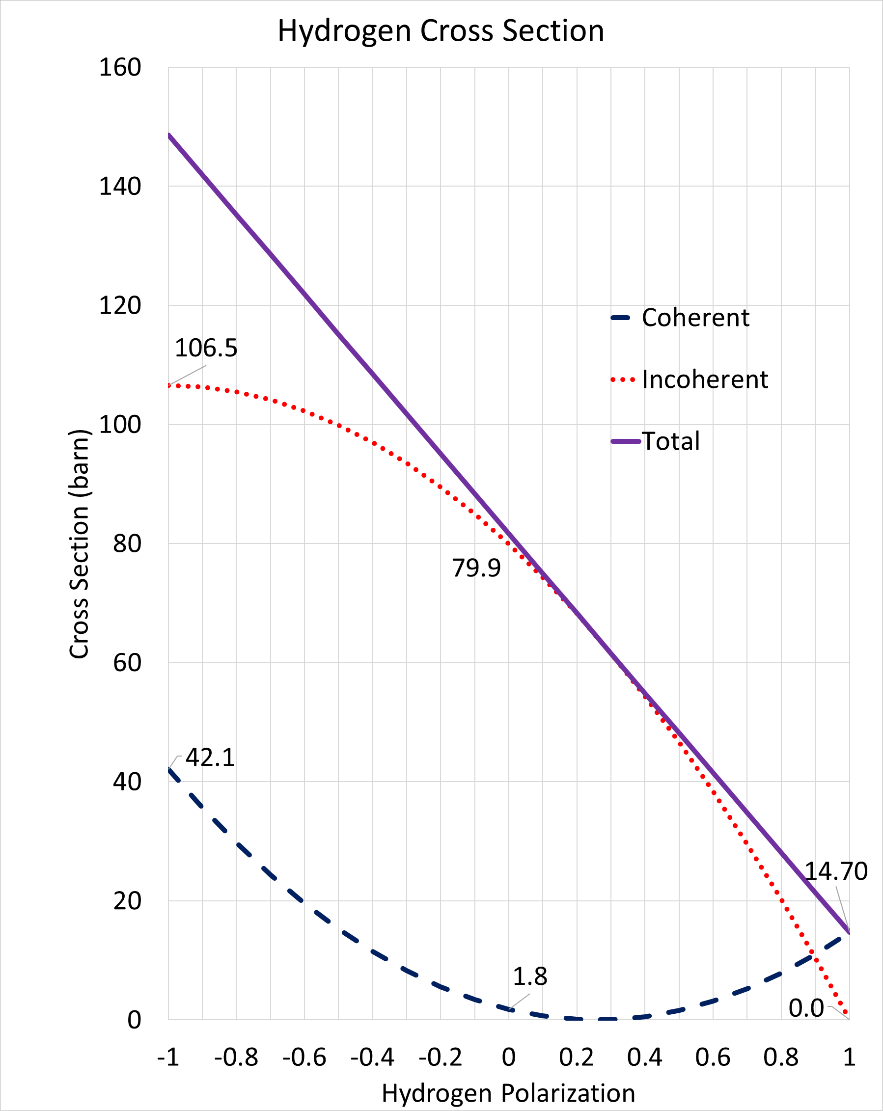 Hydrogen Cross Section
160
140
120
100
80
60
40
20
0
Cross Section (barn)
106.5
79.9
42.1
1.8
14.70
0.0
Coherent
Incoherent
Total
-1 -0.8 -0.6 -0.4 -0.2 0 0.2 0.4 0.6 0.8 1
Hydrogen Polarization